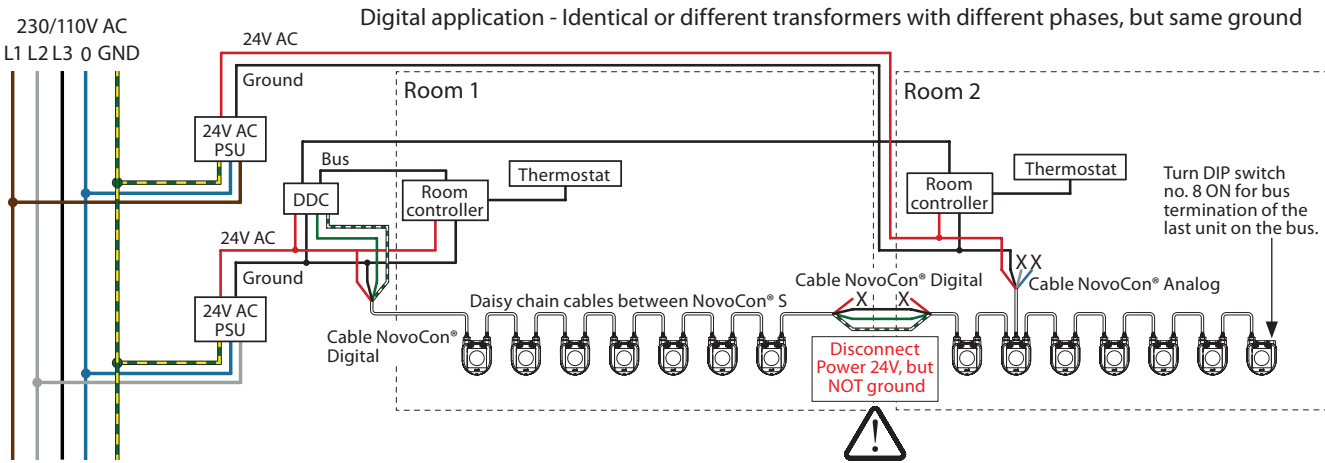 Digital application - Identical or different transformers with different phases, but same ground
230/110V AC
L1 L2 L3 0 GND
24V AC
Ground
Room 1
Room 2
24V AC
PSU
Bus
Thermostat
Thermostat
DDC
Room
controller
Room
controller
Turn DIP switch
no. 8 ON for bus
termination of the
last unit on the bus.
24V AC
Ground
X X
24V AC
PSU
Cable NovoCon® Digital
Cable NovoCon® Analog
X X
Daisy chain cables between NovoCon® S
Cable NovoCon®
Digital
Disconnect
Power 24V, but
NOT ground
!